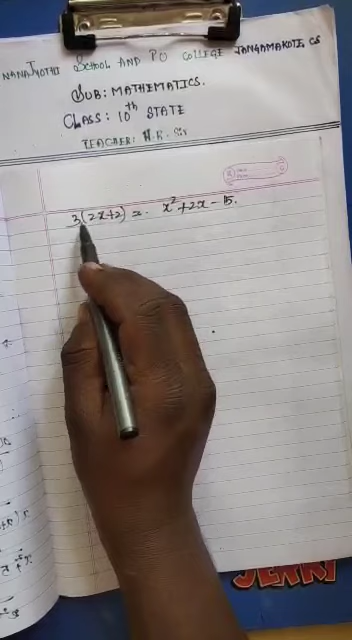 NANAJYOTHI SCHOOL AND PU COLLEGE JANGAMAKOTE, CS
SUB: MATHEMATICS.
CLASS: 10th STATE
TEACHER: H.R. Sir
3(2x+2) = x²+2x-15.
JERRY